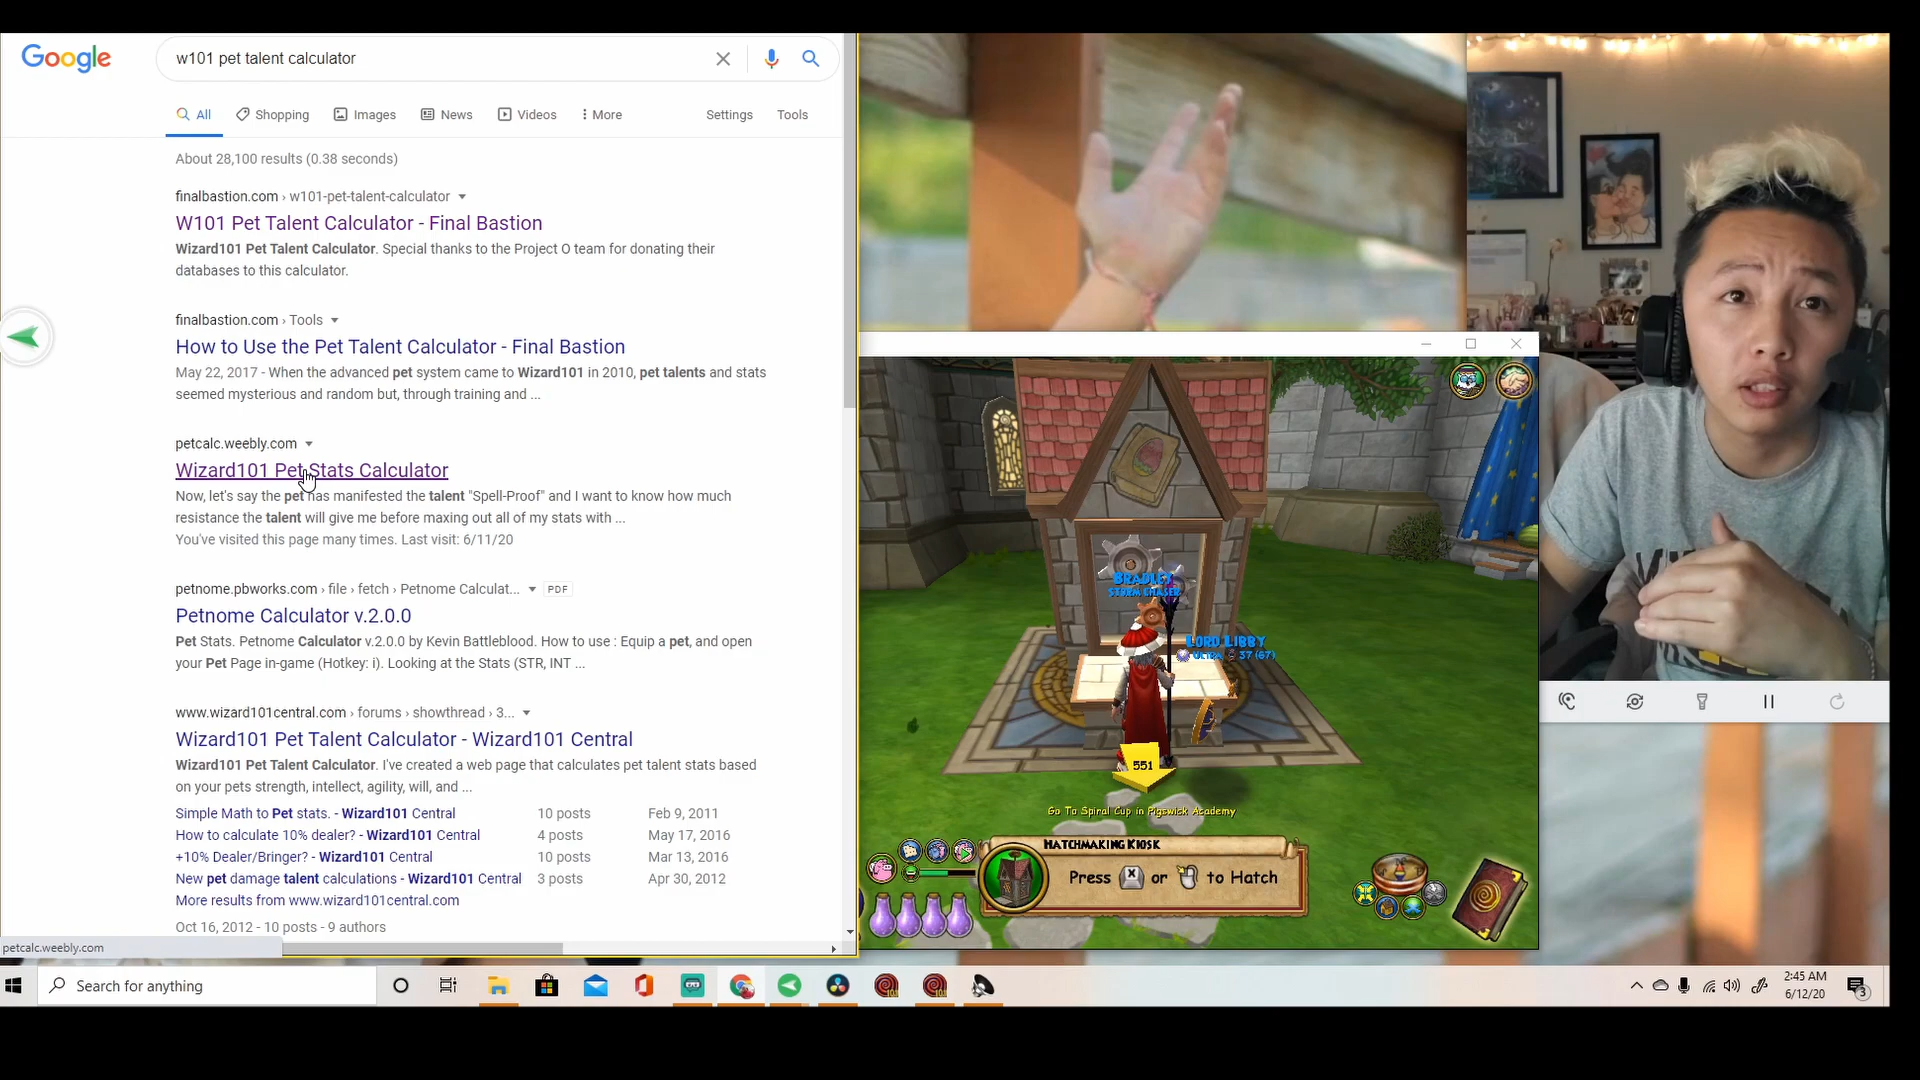 Google
w101 pet talent calculator
All
Shopping
Images
News
Videos
More
Settings
Tools
About 28,100 results (0.38 seconds)
finalbastion.com › w101-pet-talent-calculator
W101 Pet Talent Calculator - Final Bastion
Wizard101 Pet Talent Calculator. Special thanks to the Project O team for donating their
databases to this calculator.
finalbastion.com › Tools
How to Use the Pet Talent Calculator - Final Bastion
May 22, 2017 - When the advanced pet system came to Wizard101 in 2010, pet talents and stats
seemed mysterious and random but, through training and ...
petcalc.weebly.com
Wizard101 Pet Stats Calculator
Now, let's say the pet has manifested the talent "Spell-Proof" and I want to know how much
resistance the talent will give me before maxing out all of my stats with ...
You've visited this page many times. Last visit: 6/11/20
petnome.pbworks.com › file › fetch › Petnome Calculat...
PDF
Petnome Calculator v.2.0.0
Pet Stats. Petnome Calculator v.2.0.0 by Kevin Battleblood. How to use : Equip a pet, and open
your Pet Page in-game (Hotkey: i). Looking at the Stats (STR, INT ...
www.wizard101central.com › forums › showthread › 3...
Wizard101 Pet Talent Calculator - Wizard101 Central
Wizard101 Pet Talent Calculator. I've created a web page that calculates pet talent stats based
on your pets strength, intellect, agility, will, and ...
Simple Math to Pet stats. - Wizard101 Central 10 posts Feb 9, 2011
How to calculate 10% dealer? - Wizard101 Central 4 posts May 17, 2016
+10% Dealer/Bringer? - Wizard101 Central 10 posts Mar 13, 2016
New pet damage talent calculations - Wizard101 Central 3 posts Apr 30, 2012
More results from www.wizard101central.com
Oct 16, 2012 - 10 posts - 9 authors
petcalc.weebly.com
BRADLEY
STORM CHASER
LORD LIBBY
ULTRA 37 (67)
551
Go To Spiral Cup in Pigswick Academy
HATCHMAKING KIOSK
Press X or to Hatch
Search for anything
2:45 AM
6/12/20
3